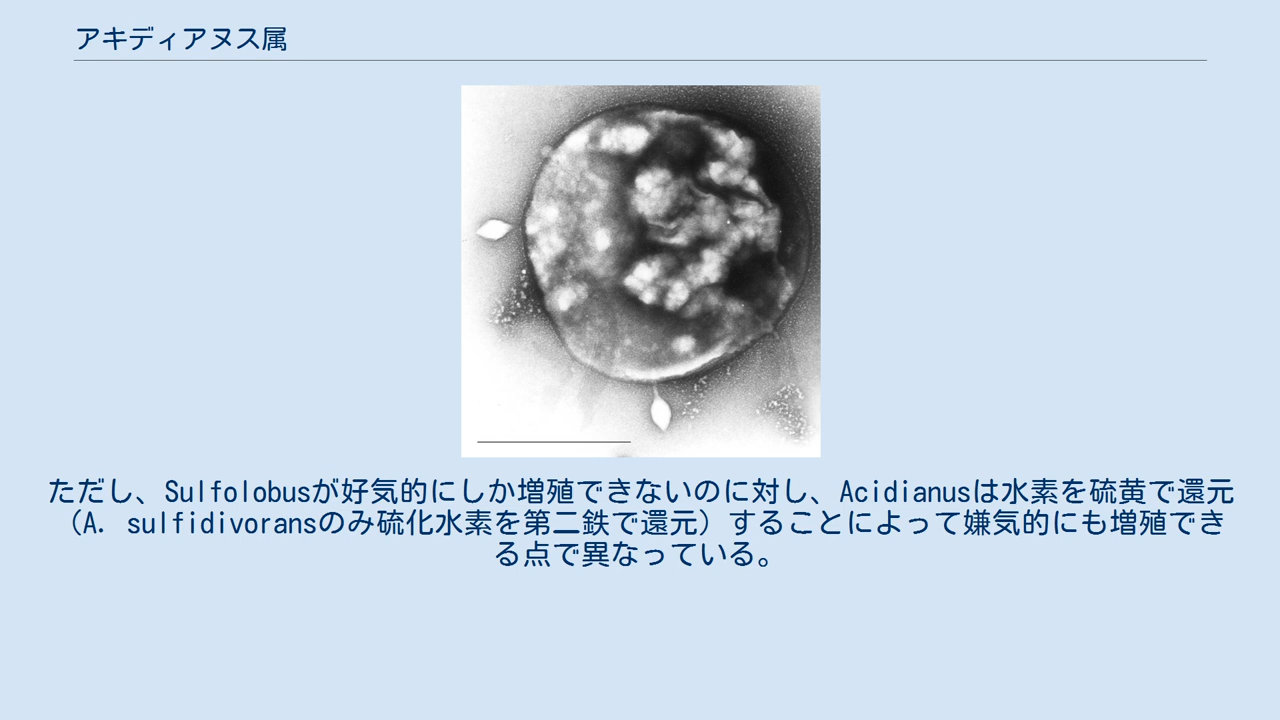 アキディアヌス属
ただし、Sulfolobusが好気的にしか増殖できないのに対し、Acidianusは水素を硫黄で還元
（A. sulfidivoransのみ硫化水素を第二鉄で還元）することによって嫌気的にも増殖でき
る点で異なっている。